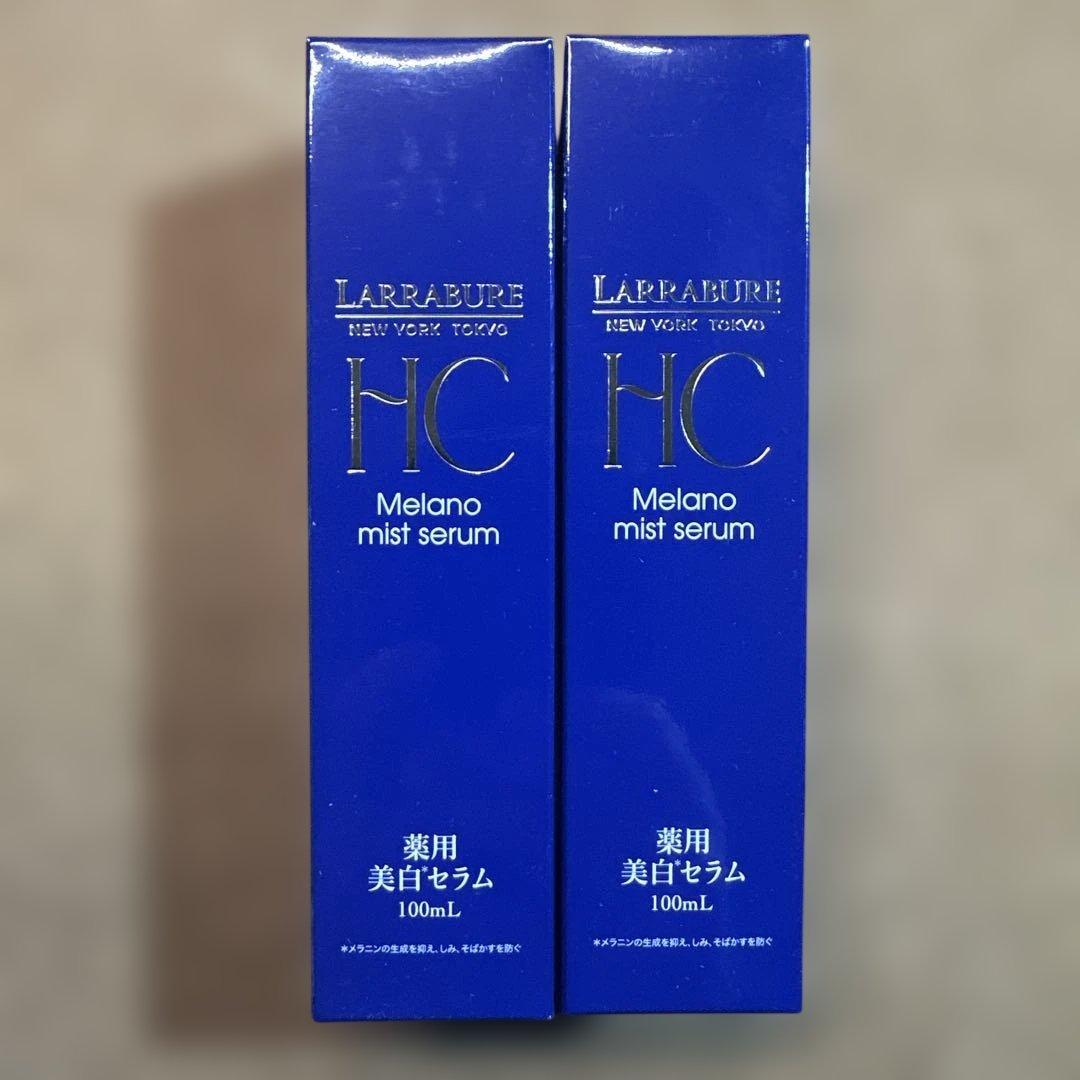 LARRABURE
NEW YORK TOKYO
HC
Melano
mist serum
薬用
美白*セラム
100mL
*メラニンの生成を抑え、しみ、そばかすを防ぐ
LARRABURE
NEW YORK TOKYO
HC
Melano
mist serum
薬用
美白*セラム
100mL
*メラニンの生成を抑え、しみ、そばかすを防ぐ